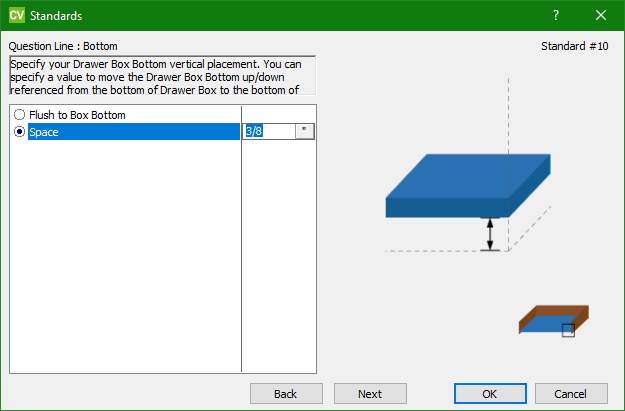 CV Standards
Question Line : Bottom
Standard #10
Specify your Drawer Box Bottom vertical placement. You can
specify a value to move the Drawer Box Bottom up/down
referenced from the bottom of Drawer Box to the bottom of
Flush to Box Bottom
Space 3/8 "
Back Next OK Cancel